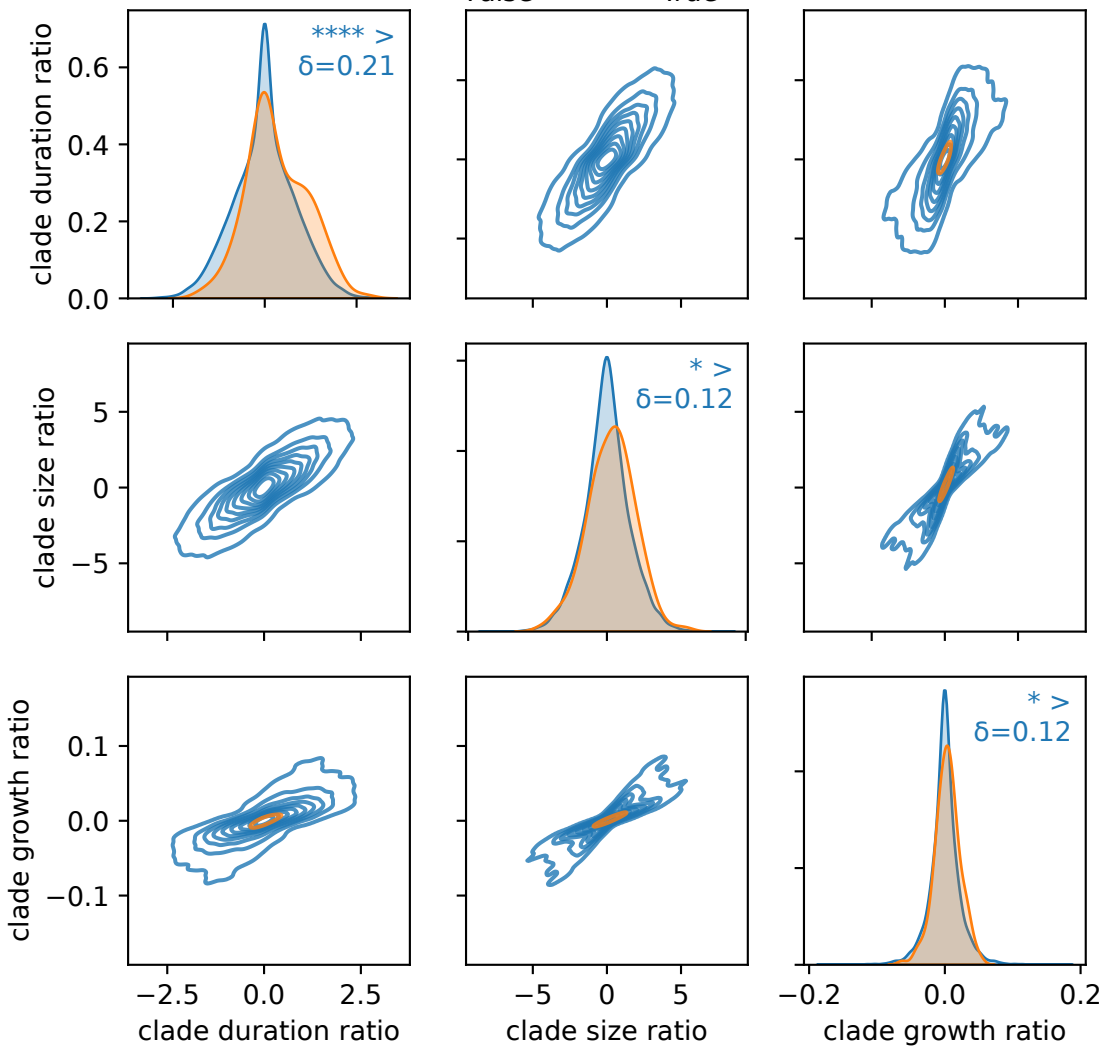 **** >
δ=0.21
clade duration ratio
0.6
0.4
0.2
0.0
* >
δ=0.12
clade size ratio
5
0
−5
* >
δ=0.12
clade growth ratio
0.1
0.0
−0.1
−2.5 0.0 2.5
−5 0 5
−0.2 0.0 0.2
clade duration ratio
clade size ratio
clade growth ratio